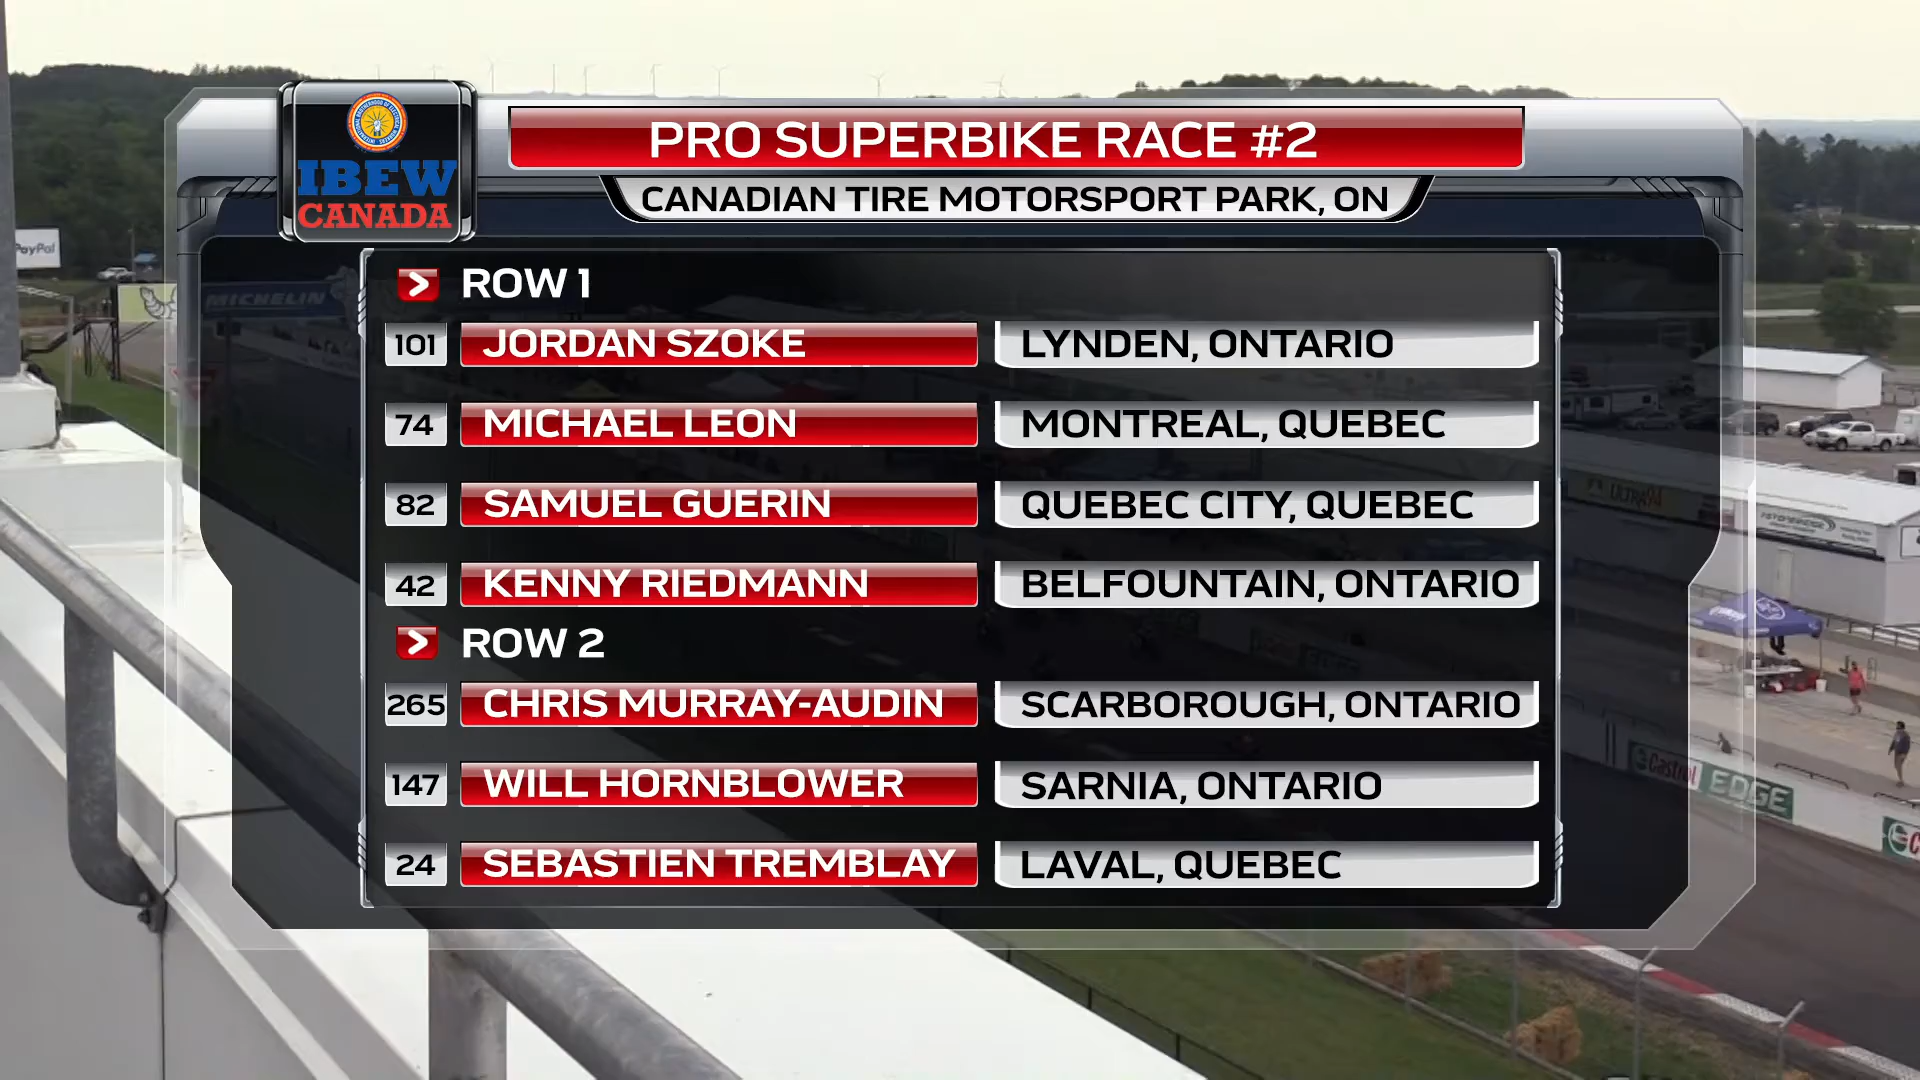 IBEW
CANADA
PRO SUPERBIKE RACE #2
CANADIAN TIRE MOTORSPORT PARK, ON
PayPal
MICHELIN
ROW 1
101 JORDAN SZOKE LYNDEN, ONTARIO
74 MICHAEL LEON MONTREAL, QUEBEC
82 SAMUEL GUERIN QUEBEC CITY, QUEBEC
42 KENNY RIEDMANN BELFOUNTAIN, ONTARIO
ROW 2
265 CHRIS MURRAY-AUDIN SCARBOROUGH, ONTARIO
147 WILL HORNBLOWER SARNIA, ONTARIO
24 SEBASTIEN TREMBLAY LAVAL, QUEBEC
Castrol EDGE